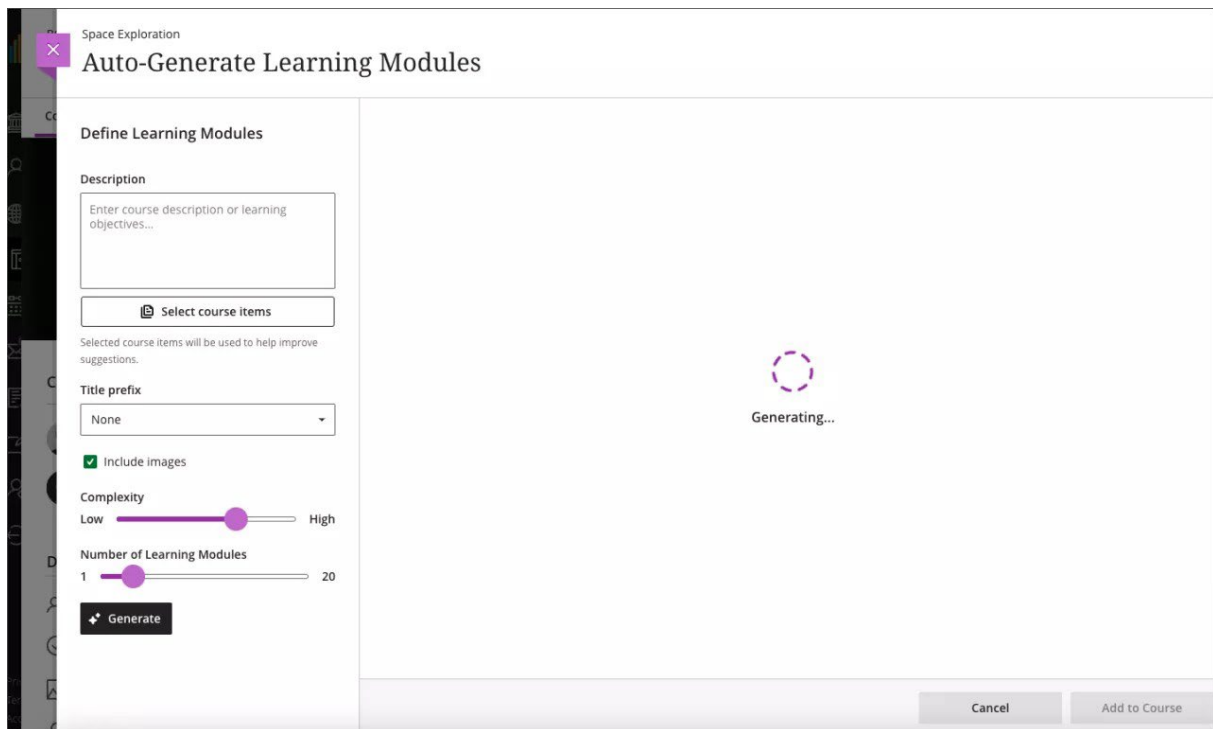 Space Exploration
Auto-Generate Learning Modules
Define Learning Modules
Description
Enter course description or learning
objectives...
Select course items
Selected course items will be used to help improve
suggestions.
Title prefix
None
Include images
Complexity
Low High
Number of Learning Modules
1 20
Generate
Generating...
Cancel Add to Course